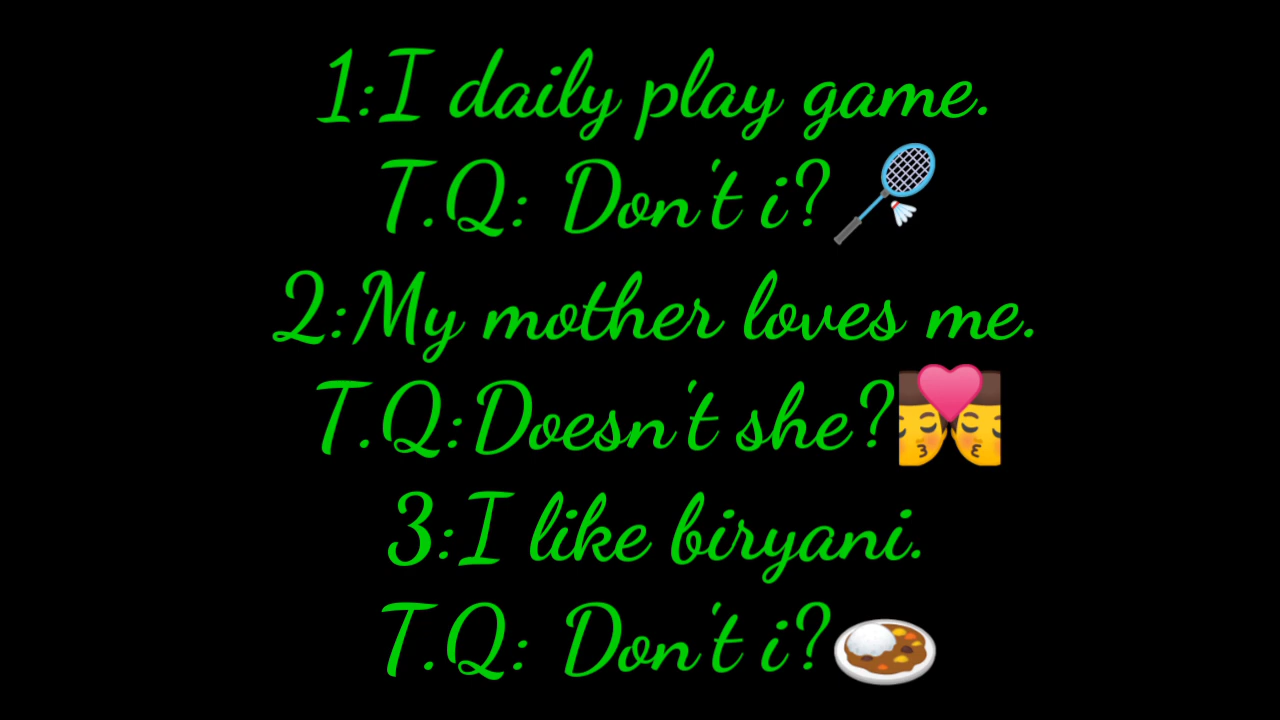 1:I daily play game.
T.Q: Don't i?
2:My mother loves me.
T.Q:Doesn't she?
3:I like biryani.
T.Q: Don't i?